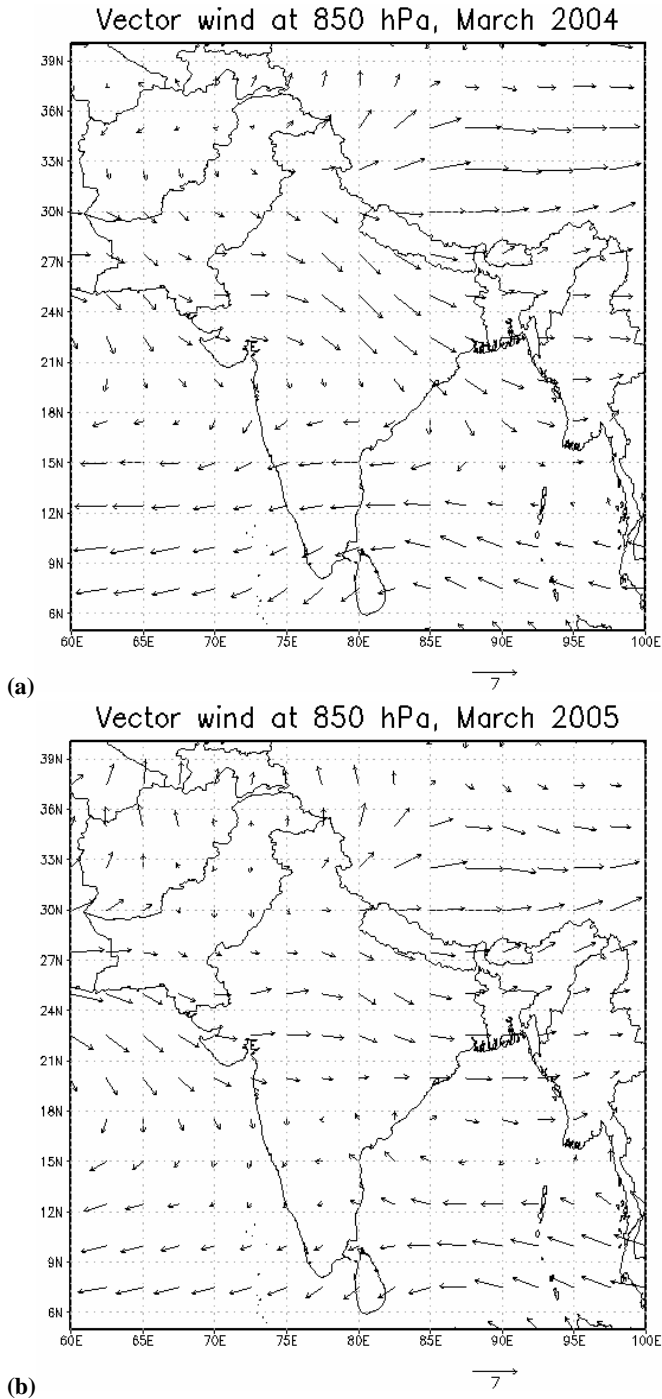 Vector wind at 850 hPa, March 2004
39N
36N
33N
30N
27N
24N
21N
18N
15N
12N
9N
6N
60E 65E 70E 75E 80E 85E 90E 95E 100E
7
(a)
Vector wind at 850 hPa, March 2005
39N
36N
33N
30N
27N
24N
21N
18N
15N
12N
9N
6N
60E 65E 70E 75E 80E 85E 90E 95E 100E
7
(b)